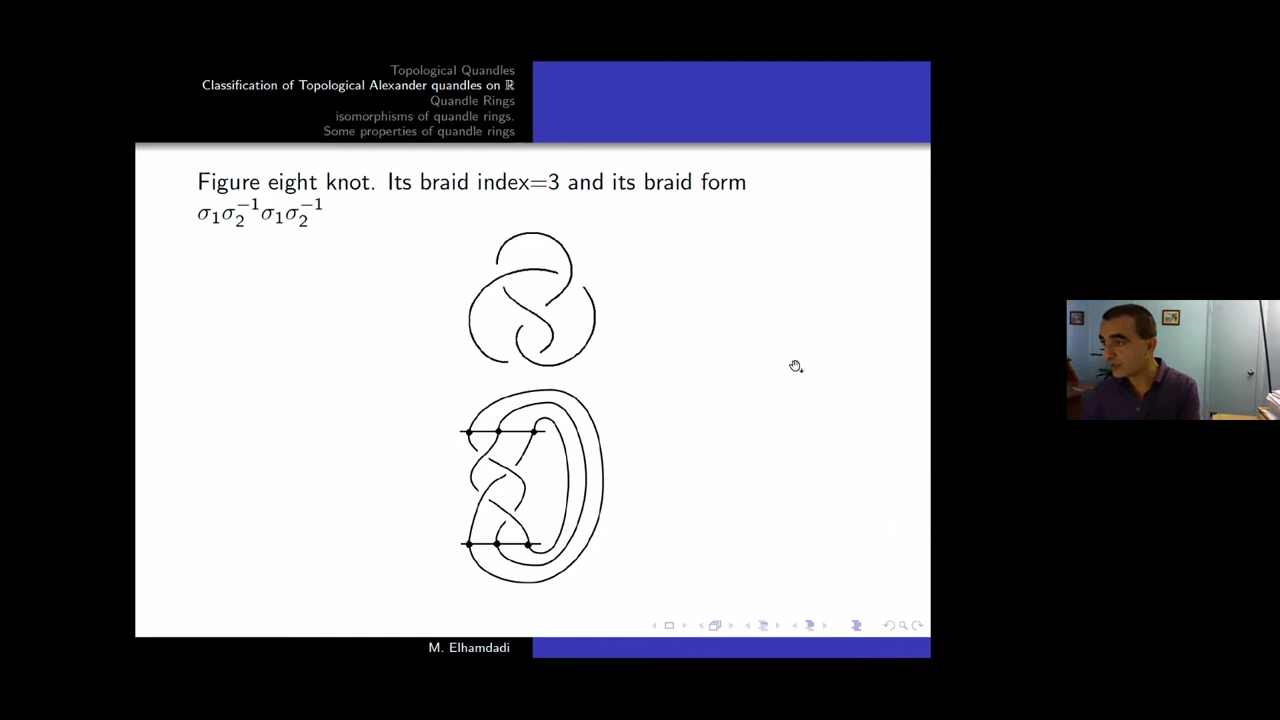 Topological Quandles
Classification of Topological Alexander quandles on ℝ
Quandle Rings
isomorphisms of quandle rings.
Some properties of quandle rings
Figure eight knot. Its braid index=3 and its braid form
σ₁σ₂⁻¹σ₁σ₂⁻¹
M. Elhamdadi